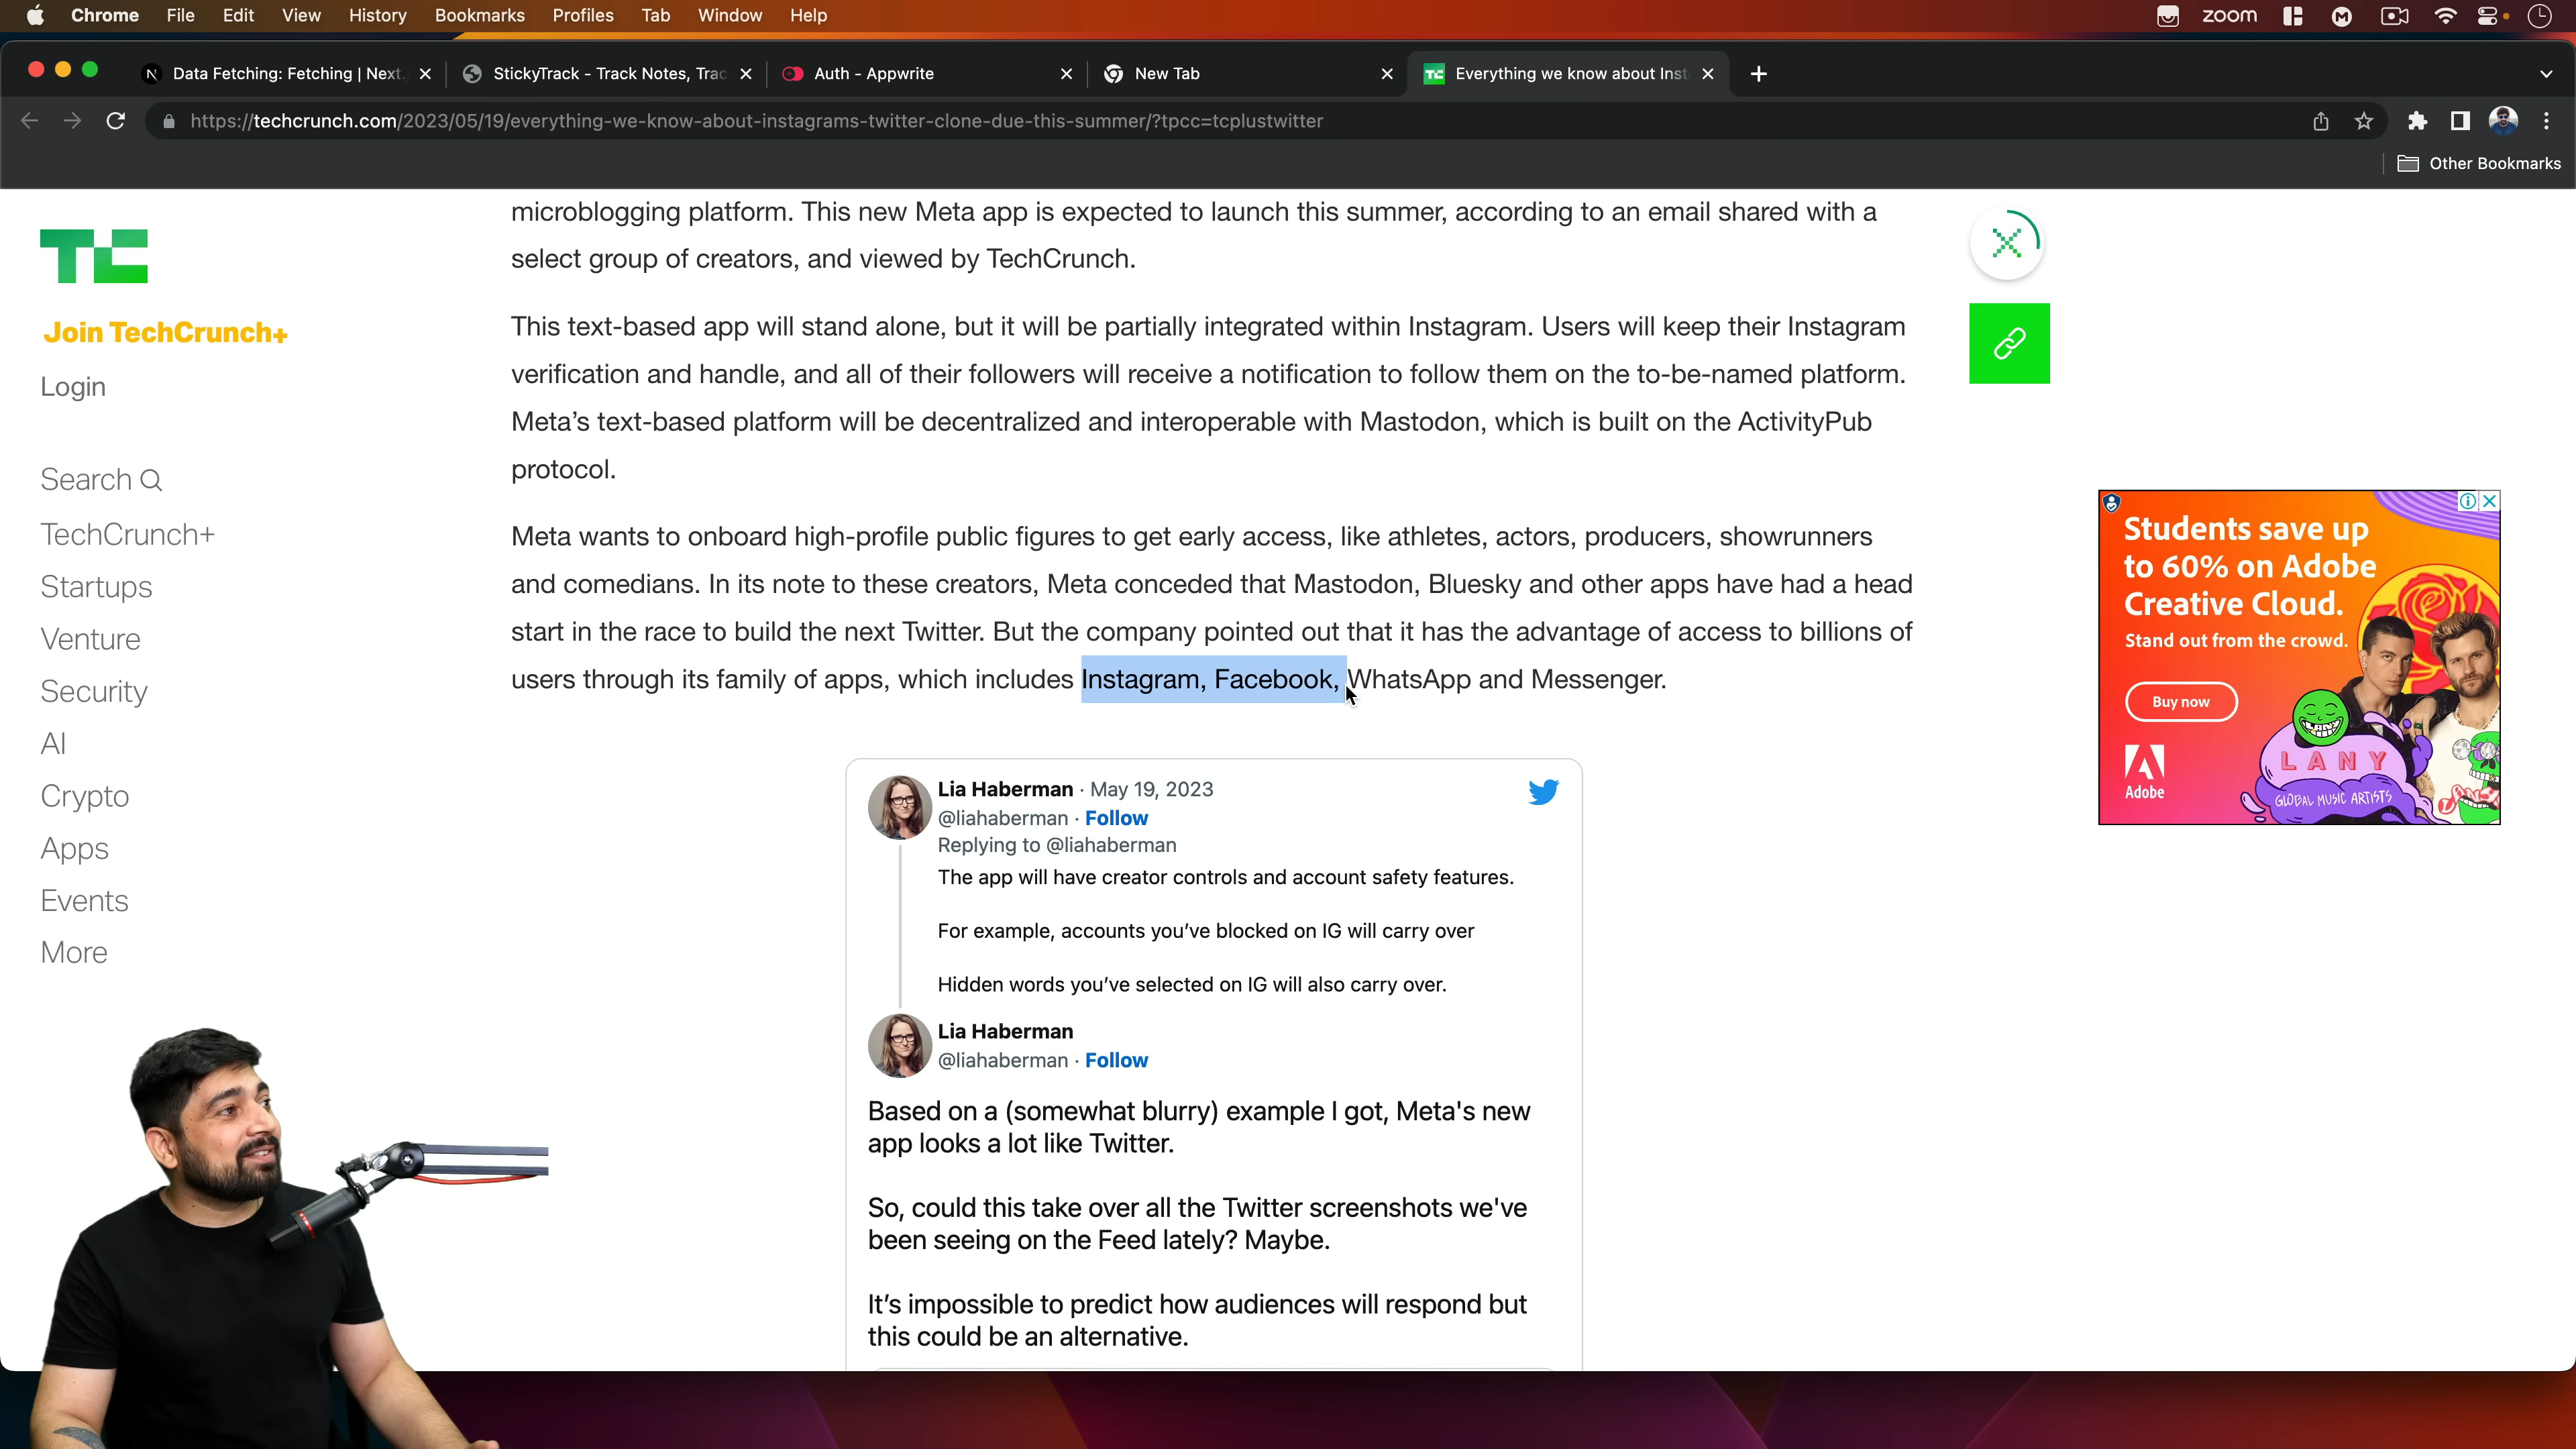 Chrome File Edit View History Bookmarks Profiles Tab Window Help
zoom
Data Fetching: Fetching | Next.
StickyTrack - Track Notes, Trac
Auth - Appwrite
New Tab
Everything we know about Inst
https://techcrunch.com/2023/05/19/everything-we-know-about-instagrams-twitter-clone-due-this-summer/?tpcc=tcplustwitter
Other Bookmarks
TC
Join TechCrunch+
Login
Search
TechCrunch+
Startups
Venture
Security
AI
Crypto
Apps
Events
More
microblogging platform. This new Meta app is expected to launch this summer, according to an email shared with a
select group of creators, and viewed by TechCrunch.
This text-based app will stand alone, but it will be partially integrated within Instagram. Users will keep their Instagram
verification and handle, and all of their followers will receive a notification to follow them on the to-be-named platform.
Meta’s text-based platform will be decentralized and interoperable with Mastodon, which is built on the ActivityPub
protocol.
Meta wants to onboard high-profile public figures to get early access, like athletes, actors, producers, showrunners
and comedians. In its note to these creators, Meta conceded that Mastodon, Bluesky and other apps have had a head
start in the race to build the next Twitter. But the company pointed out that it has the advantage of access to billions of
users through its family of apps, which includes Instagram, Facebook, WhatsApp and Messenger.
Lia Haberman · May 19, 2023
@liahaberman · Follow
Replying to @liahaberman
The app will have creator controls and account safety features.
For example, accounts you’ve blocked on IG will carry over
Hidden words you’ve selected on IG will also carry over.
Lia Haberman
@liahaberman · Follow
Based on a (somewhat blurry) example I got, Meta's new
app looks a lot like Twitter.
So, could this take over all the Twitter screenshots we've
been seeing on the Feed lately? Maybe.
It’s impossible to predict how audiences will respond but
this could be an alternative.
Students save up
to 60% on Adobe
Creative Cloud.
Stand out from the crowd.
Buy now
Adobe
LANY
GLOBAL MUSIC ARTISTS